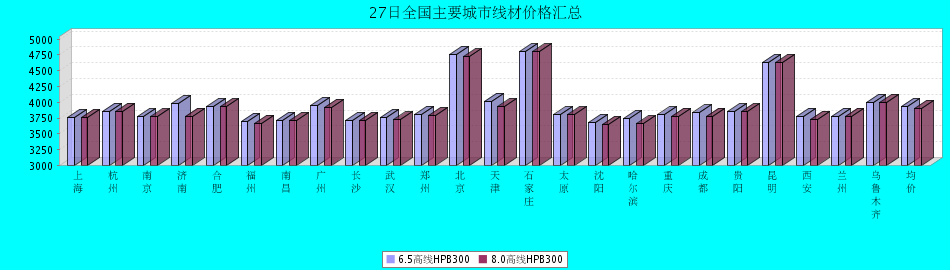 27日全国主要城市线材价格汇总
5000
4750
4500
4250
4000
3750
3500
3250
3000
上海
杭州
南京
济南
合肥
福州
南昌
广州
长沙
武汉
郑州
北京
天津
石家庄
太原
沈阳
哈尔滨
重庆
成都
贵阳
昆明
西安
兰州
乌鲁木齐
均价
6.5高线HPB300 8.0高线HPB300